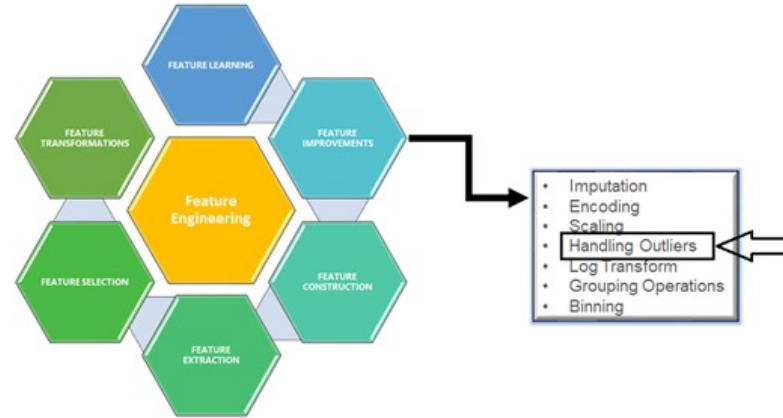 FEATURE LEARNING
FEATURE
TRANSFORMATIONS
FEATURE
IMPROVEMENTS
Feature
Engineering
FEATURE SELECTION
FEATURE
CONSTRUCTION
FEATURE
EXTRACTION
• Imputation
• Encoding
• Scaling
• Handling Outliers
• Log Transform
• Grouping Operations
• Binning